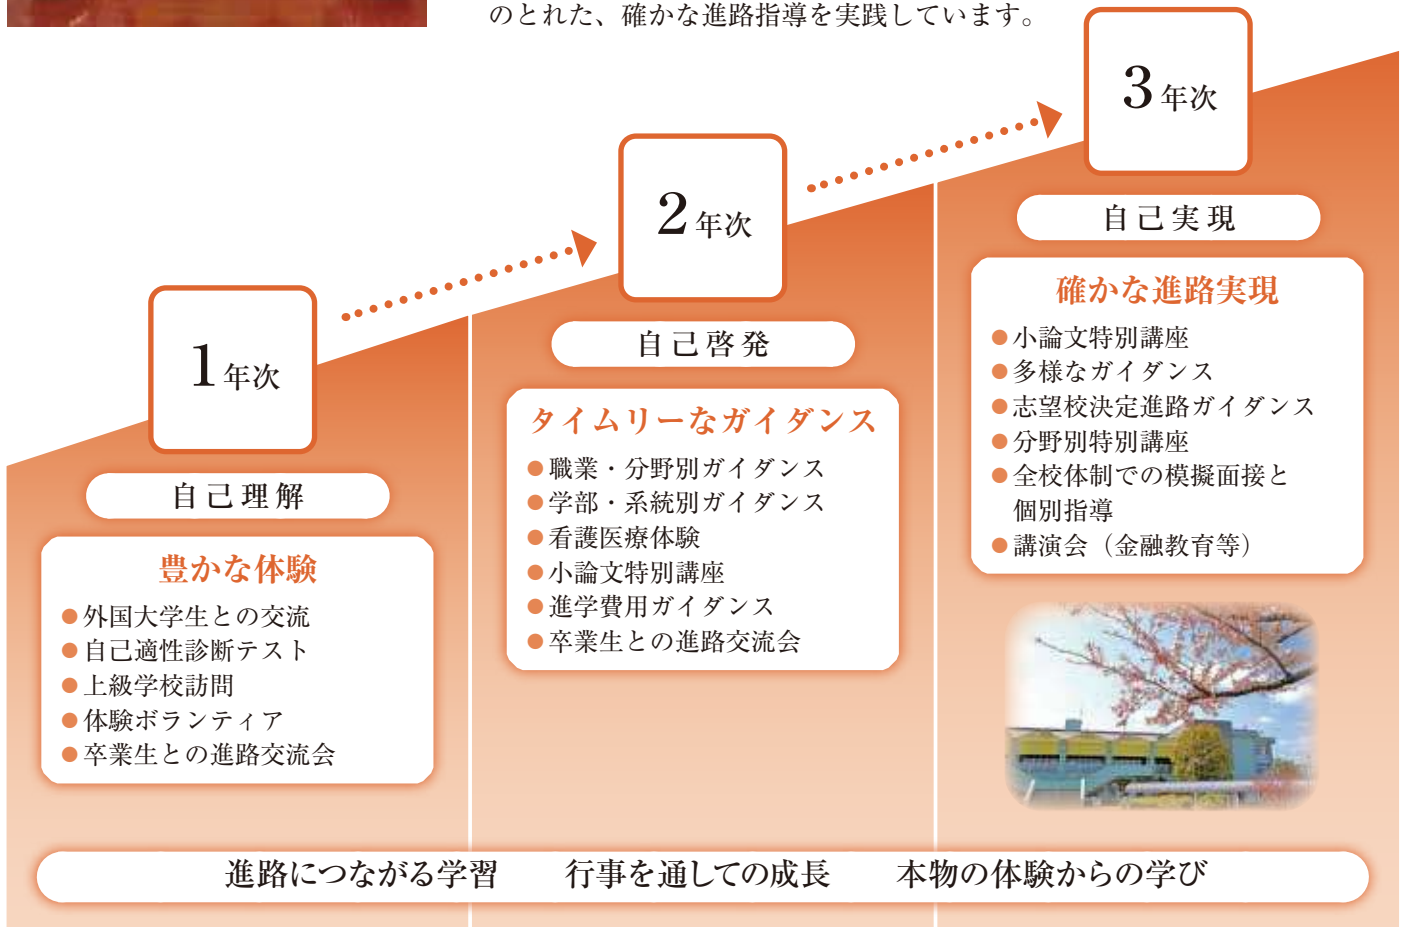 のとれた、確かな進路指導を実践しています。
1年次
自己理解
豊かな体験
●外国大学生との交流
●自己適性診断テスト
●上級学校訪問
●体験ボランティア
●卒業生との進路交流会
2年次
自己啓発
タイムリーなガイダンス
●職業・分野別ガイダンス
●学部・系統別ガイダンス
●看護医療体験
●小論文特別講座
●進学費用ガイダンス
●卒業生との進路交流会
3年次
自己実現
確かな進路実現
●小論文特別講座
●多様なガイダンス
●志望校決定進路ガイダンス
●分野別特別講座
●全校体制での模擬面接と
個別指導
●講演会（金融教育等）
進路につながる学習　行事を通しての成長　本物の体験からの学び